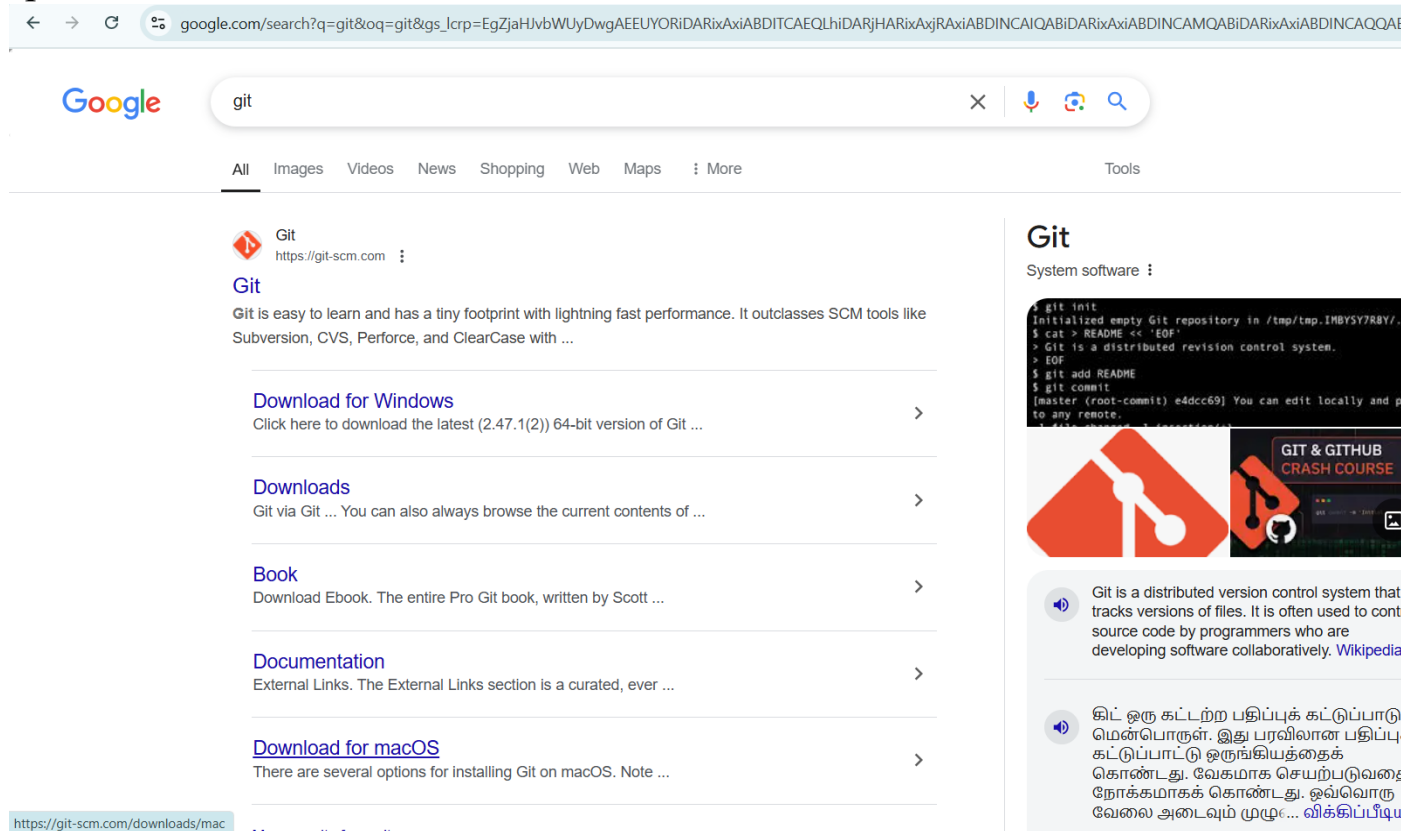 google.com/search?q=git&oq=git&gs_lcrp=EgZjaHJvbWUyDwgAEEUYORiDARixAxiABDITCAEQLhiDARjHARixAxjRAxiABDINCAIQABiDARixAxiABDINCAMQABiDARixAxiABDINCAQQAB
Google
git
All Images Videos News Shopping Web Maps More Tools
Git
https://git-scm.com
Git
Git is easy to learn and has a tiny footprint with lightning fast performance. It outclasses SCM tools like
Subversion, CVS, Perforce, and ClearCase with ...
Download for Windows
Click here to download the latest (2.47.1(2)) 64-bit version of Git ...
Downloads
Git via Git ... You can also always browse the current contents of ...
Book
Download Ebook. The entire Pro Git book, written by Scott ...
Documentation
External Links. The External Links section is a curated, ever ...
Download for macOS
There are several options for installing Git on macOS. Note ...
https://git-scm.com/downloads/mac
Git
System software
$ git init
Initialized empty Git repository in /tmp/tmp.IMBYSY7R8Y/.
$ cat > README << 'EOF'
> Git is a distributed revision control system.
> EOF
$ git add README
$ git commit
[master (root-commit) e4dcc69] You can edit locally and p
to any remote.
GIT & GITHUB
CRASH COURSE
Git is a distributed version control system that
tracks versions of files. It is often used to cont
source code by programmers who are
developing software collaboratively. Wikipedia
கிட் ஒரு கட்டற்ற பதிப்புக் கட்டுப்பாடு
மென்பொருள். இது பரவிலான பதிப்பு
கட்டுப்பாட்டு ஒருங்கியத்தைக்
கொண்டது. வேகமாக செயற்படுவதை
நோக்கமாகக் கொண்டது. ஒவ்வொரு
வேலை அடைவும் முழு... விக்கிப்பீடிய